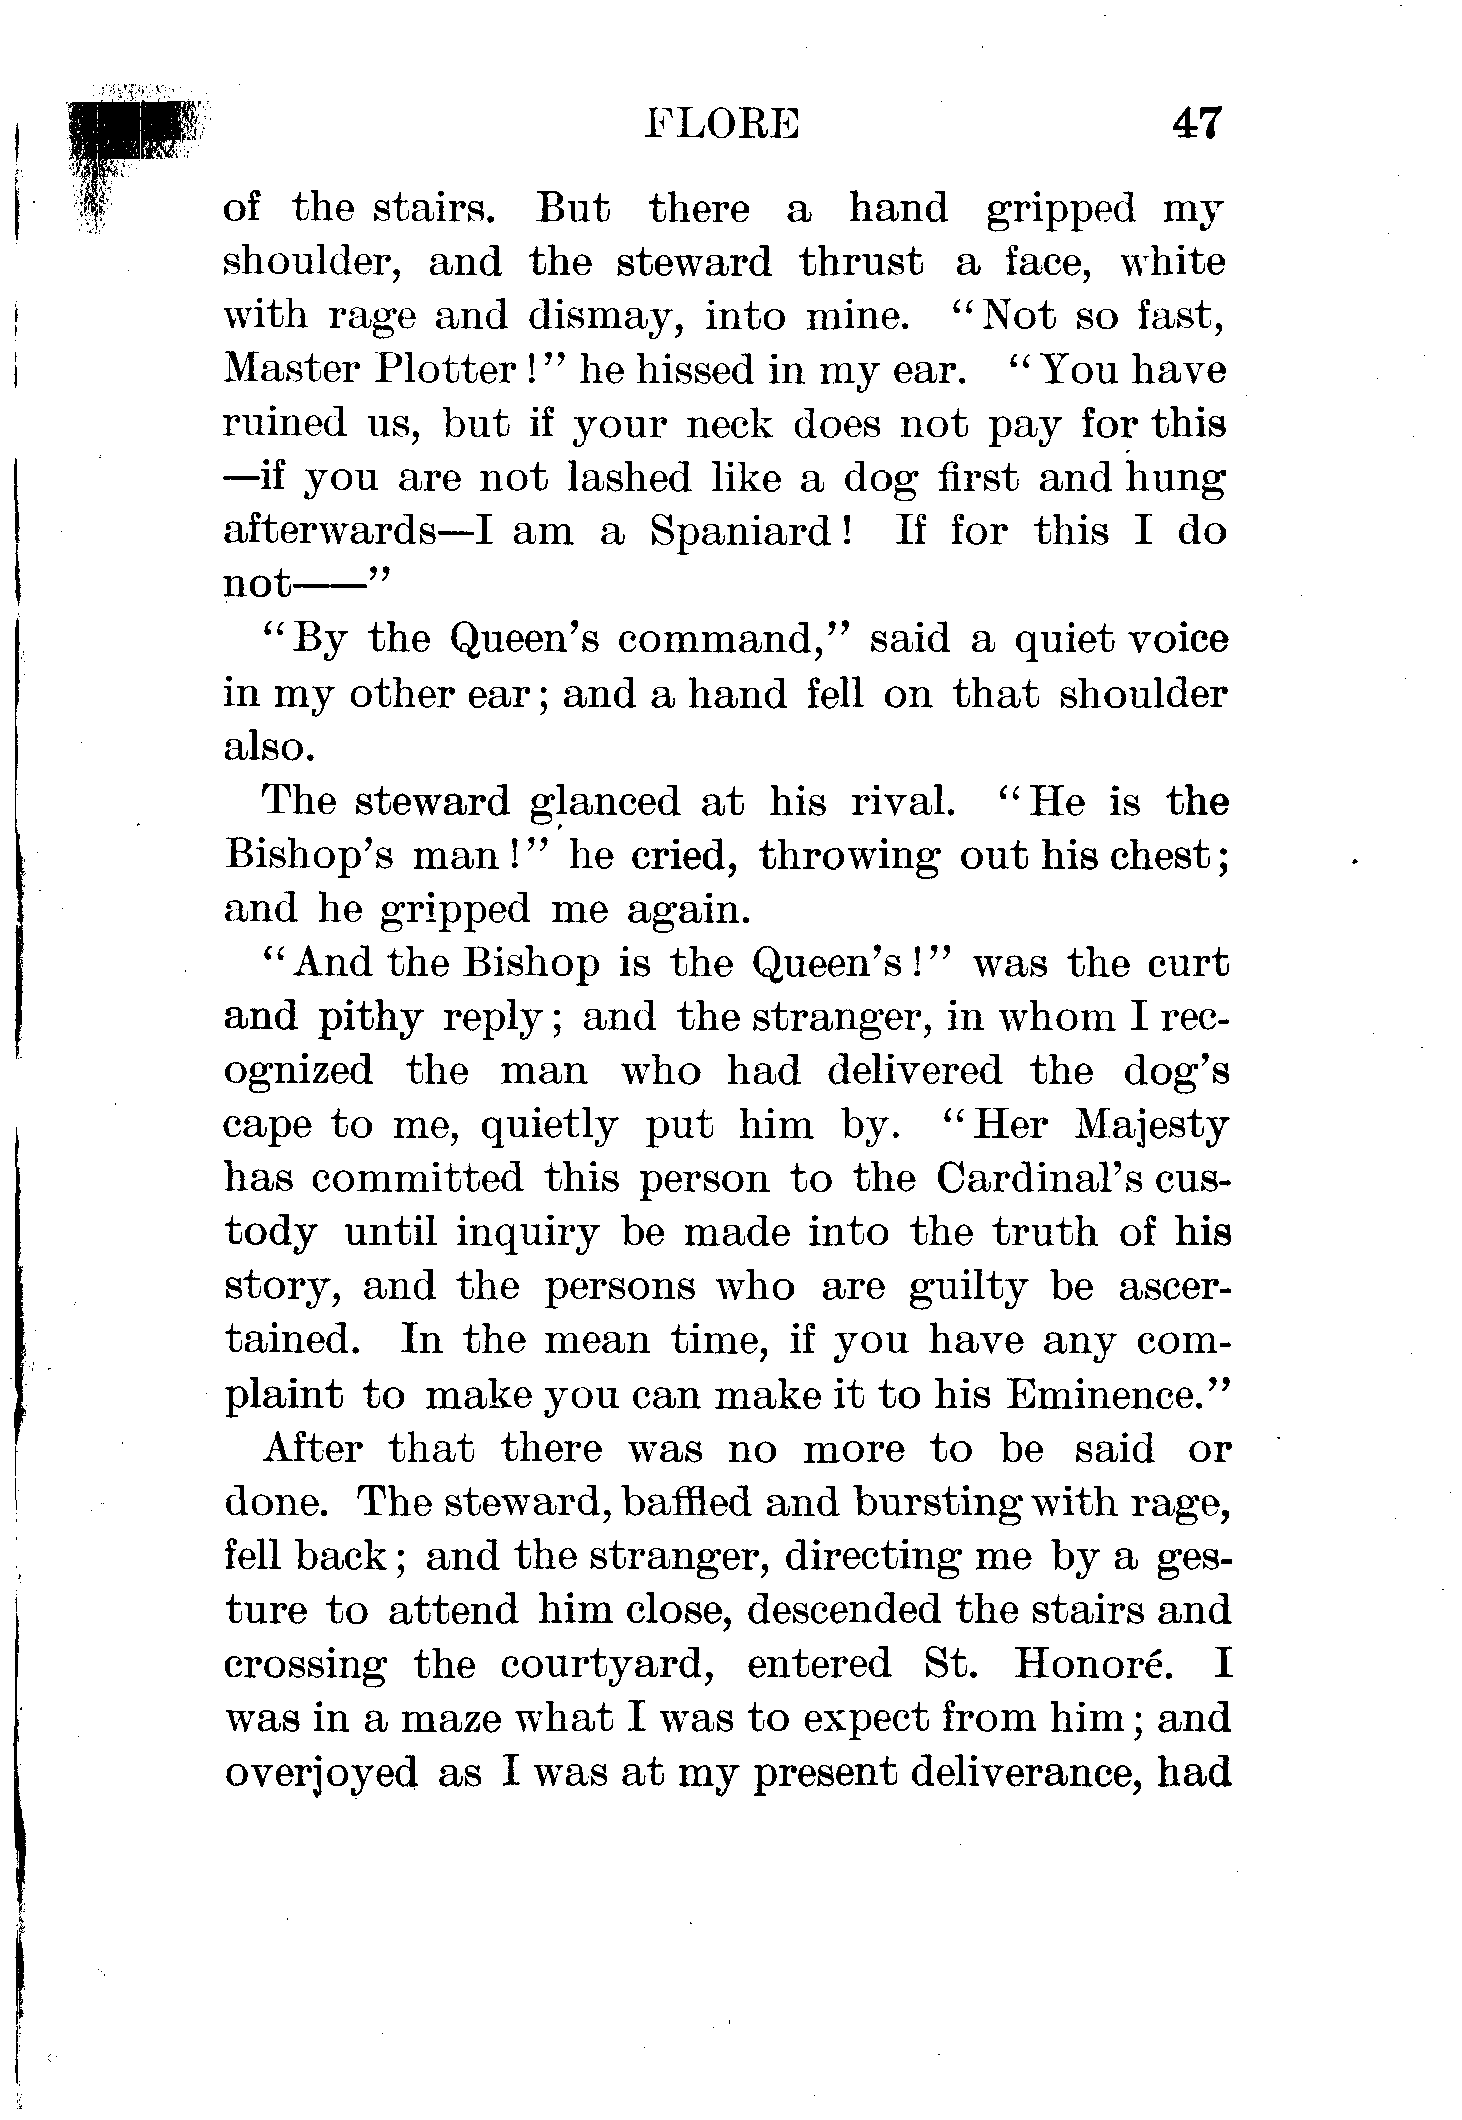 FLORE 47
of the stairs. But there a hand gripped my
shoulder, and the steward thrust a face, white
with rage and dismay, into mine. "Not so fast,
Master Plotter!" he hissed in my ear. "You have
ruined us, but if your neck does not pay for this
—if you are not lashed like a dog first and hung
afterwards—I am a Spaniard! If for this I do
not——"
"By the Queen's command," said a quiet voice
in my other ear; and a hand fell on that shoulder
also.
The steward glanced at his rival. "He is the
Bishop's man!" he cried, throwing out his chest;
and he gripped me again.
"And the Bishop is the Queen's!" was the curt
and pithy reply; and the stranger, in whom I rec-
ognized the man who had delivered the dog's
cape to me, quietly put him by. "Her Majesty
has committed this person to the Cardinal's cus-
tody until inquiry be made into the truth of his
story, and the persons who are guilty be ascer-
tained. In the mean time, if you have any com-
plaint to make you can make it to his Eminence."
After that there was no more to be said or
done. The steward, baffled and bursting with rage,
fell back; and the stranger, directing me by a ges-
ture to attend him close, descended the stairs and
crossing the courtyard, entered St. Honoré. I
was in a maze what I was to expect from him; and
overjoyed as I was at my present deliverance, had